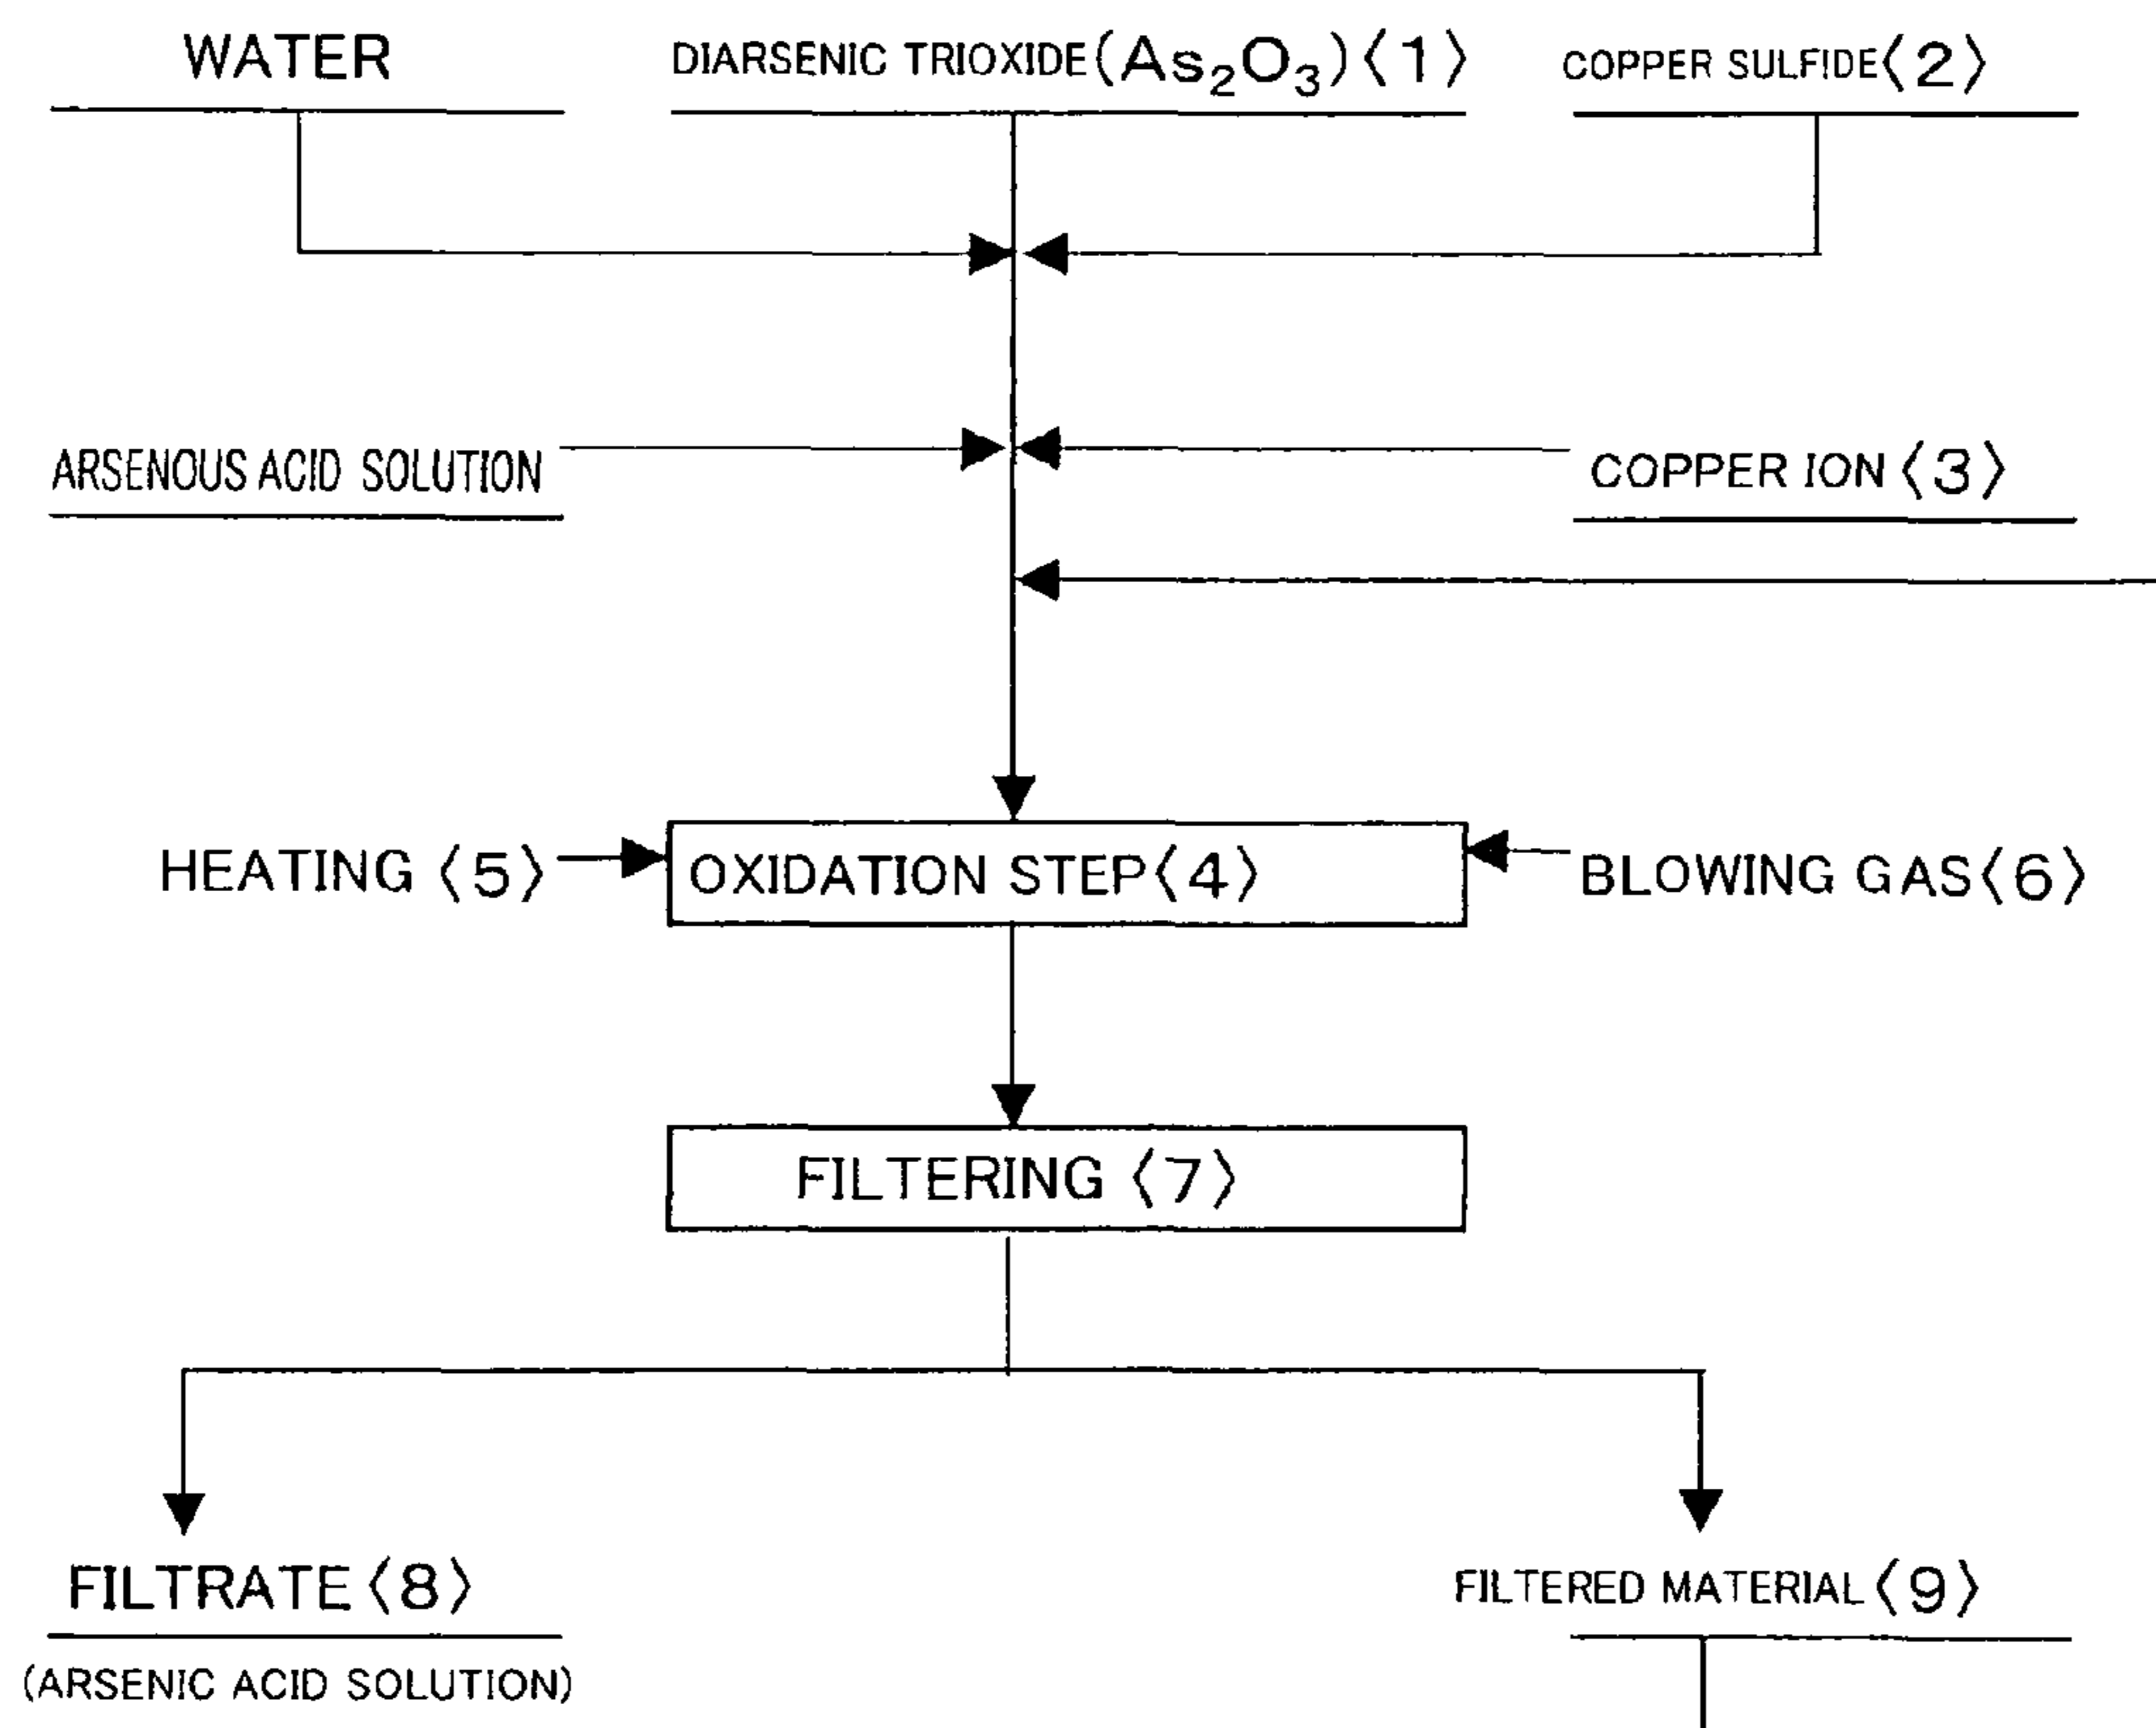 WATER
DIARSENIC TRIOXIDE(As₂O₃)〈1〉
COPPER SULFIDE〈2〉
ARSENOUS ACID SOLUTION
COPPER ION〈3〉
HEATING〈5〉
OXIDATION STEP〈4〉
BLOWING GAS〈6〉
FILTERING〈7〉
FILTRATE〈8〉
FILTERED MATERIAL〈9〉
(ARSENIC ACID SOLUTION)